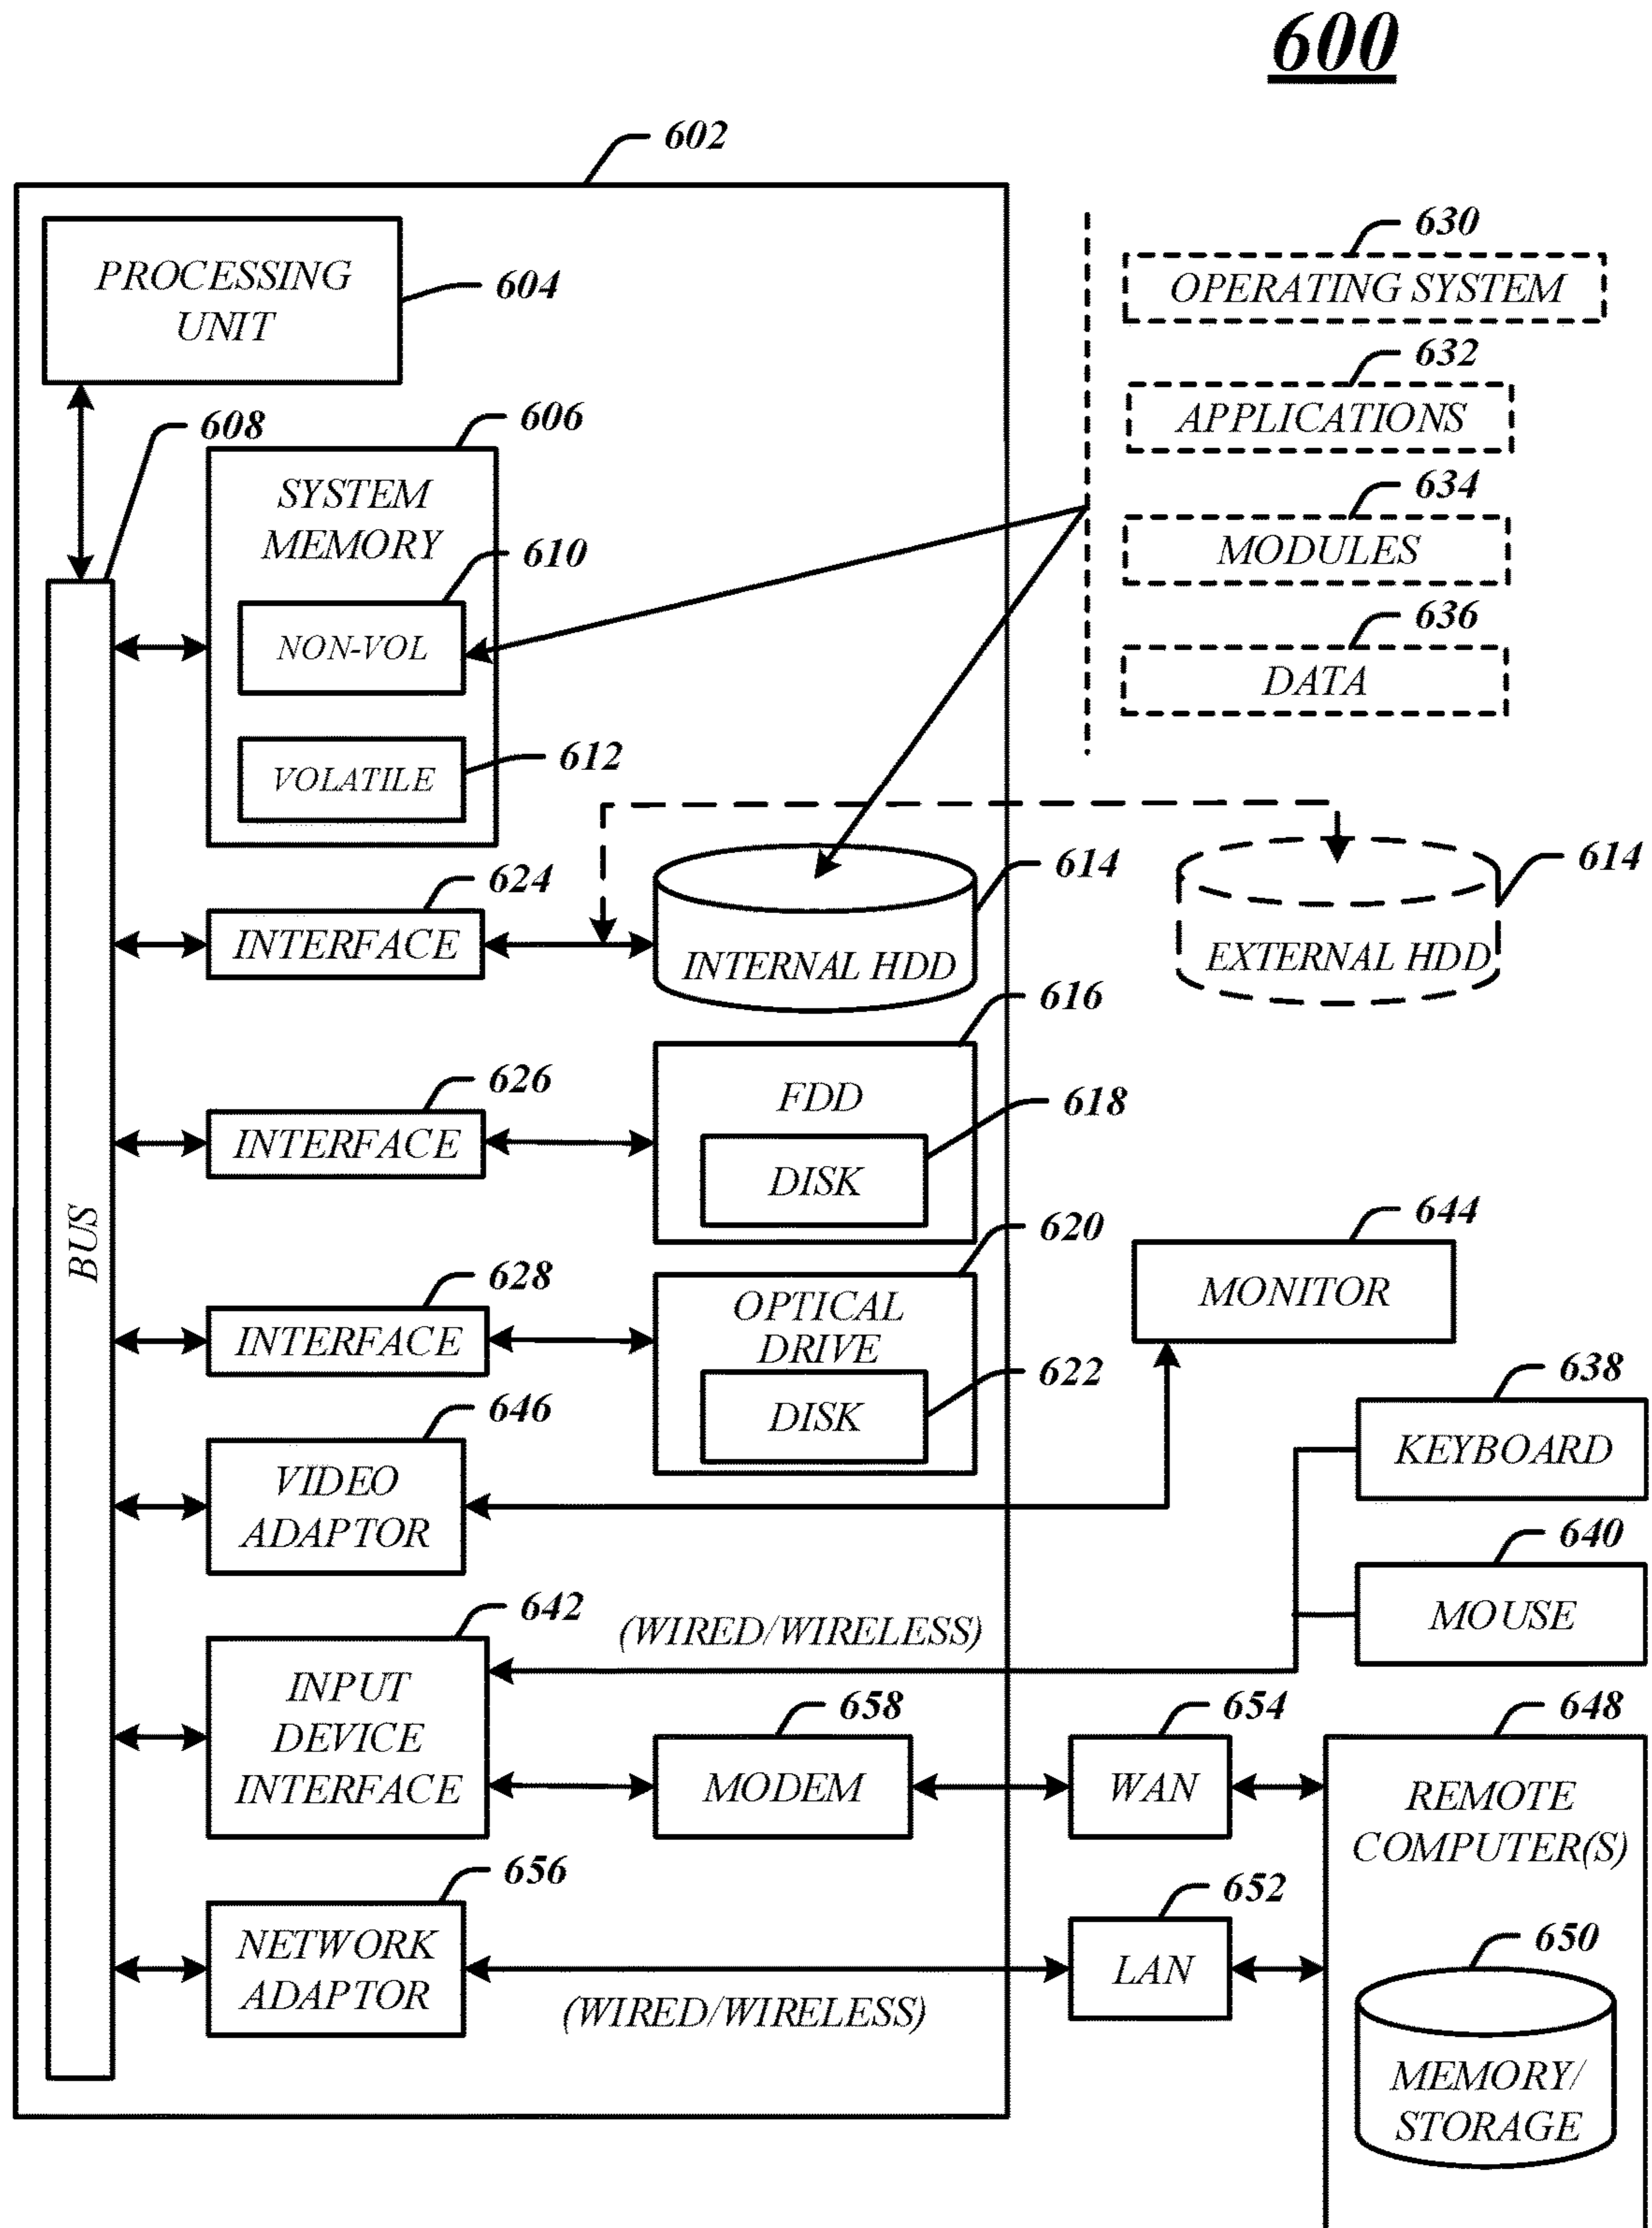 600
602
PROCESSING
UNIT
604
630
OPERATING SYSTEM
632
APPLICATIONS
634
MODULES
636
DATA
608
606
SYSTEM
MEMORY
610
NON-VOL
612
VOLATILE
624
INTERFACE
614
INTERNAL HDD
614
EXTERNAL HDD
616
FDD
626
INTERFACE
618
DISK
BUS
620
OPTICAL
DRIVE
628
INTERFACE
622
DISK
644
MONITOR
638
KEYBOARD
646
VIDEO
ADAPTOR
640
MOUSE
642
INPUT
DEVICE
INTERFACE
(WIRED/WIRELESS)
658
MODEM
654
WAN
648
REMOTE
COMPUTER(S)
656
NETWORK
ADAPTOR
(WIRED/WIRELESS)
652
LAN
650
MEMORY/
STORAGE